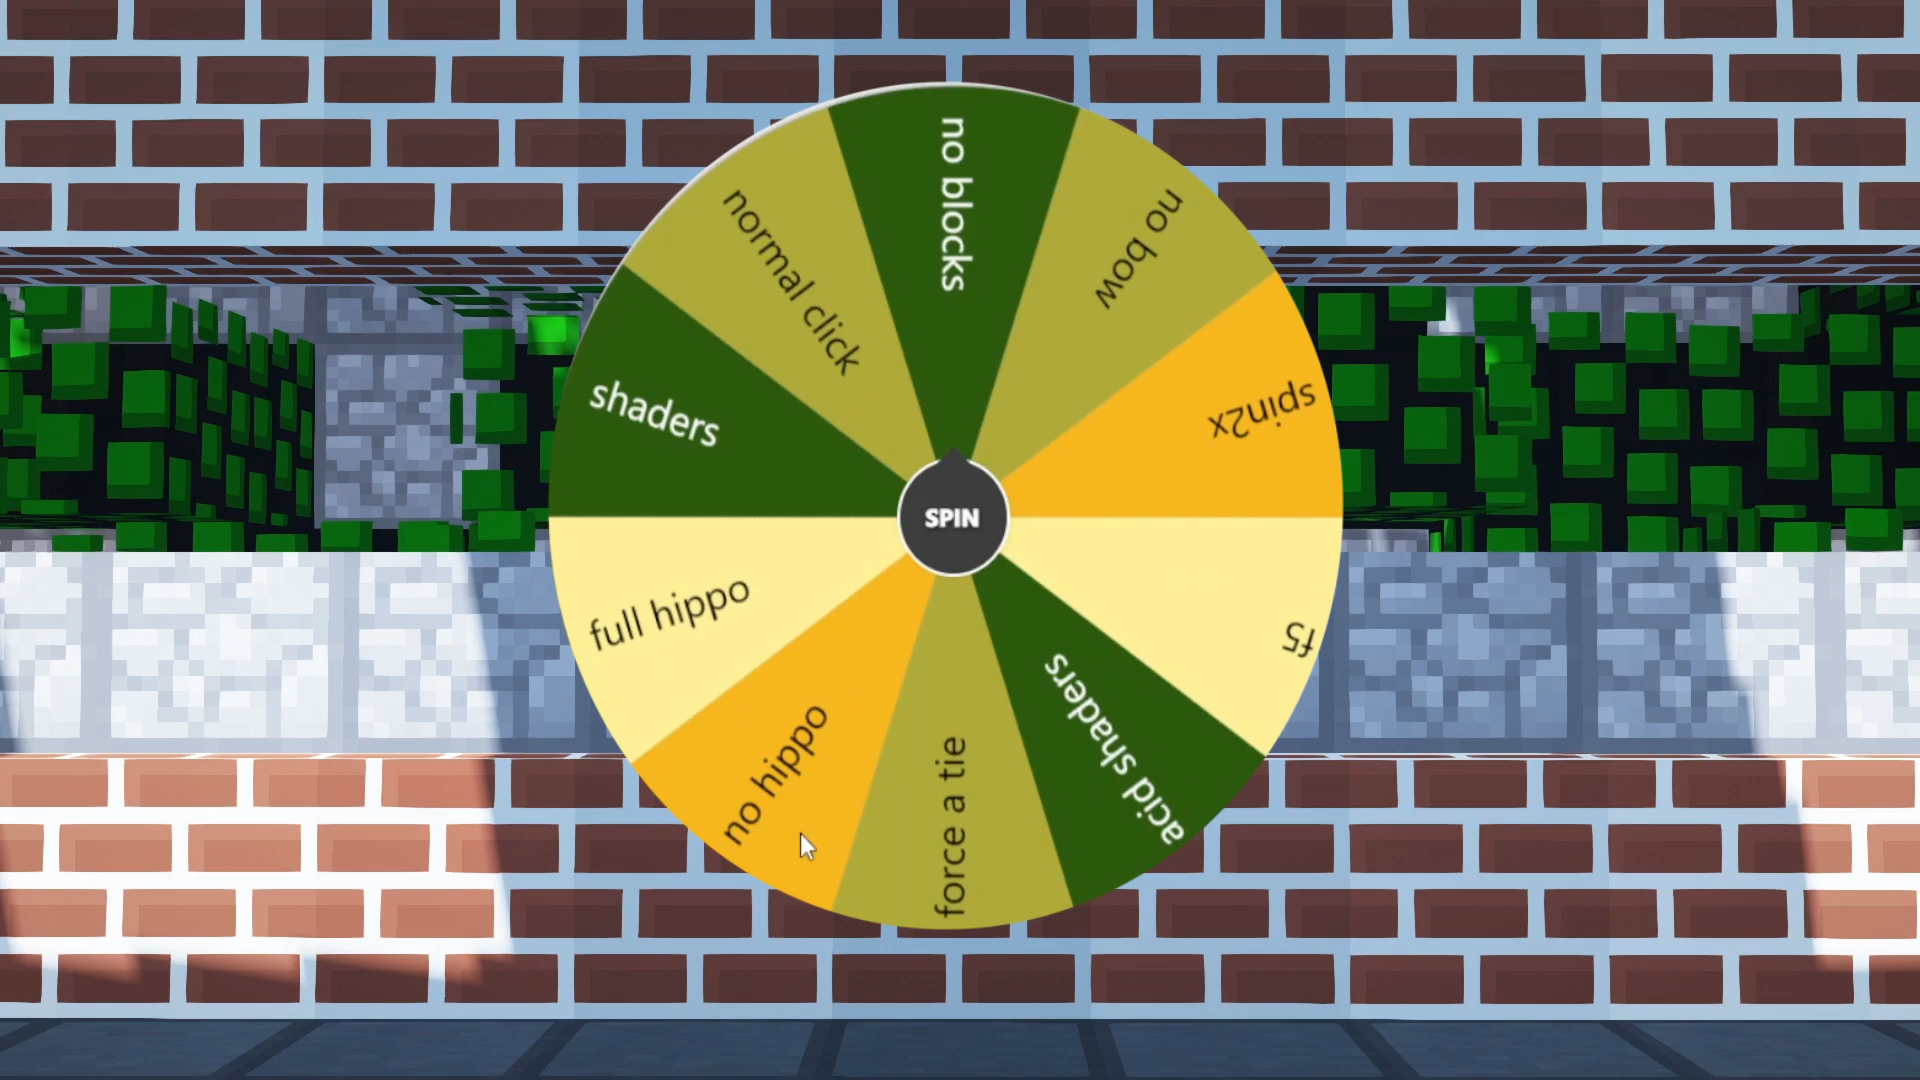 no blocks
no bow
spin2x
f5
acid shaders
force a tie
no hippo
full hippo
shaders
normal click
SPIN